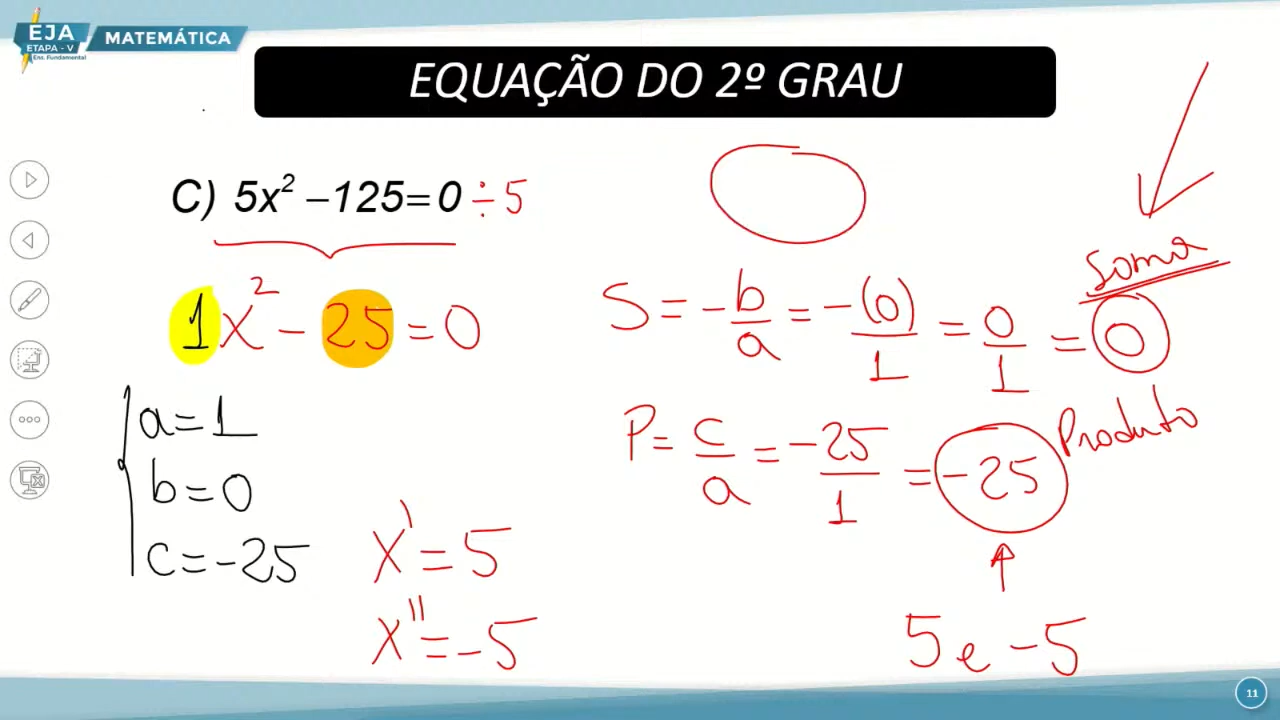 EJA
ETAPA - V
Ens. Fundamental
MATEMÁTICA
EQUAÇÃO DO 2º GRAU
C) 5x² –125= 0 ÷ 5
1x² - 25 = 0
a = 1
b = 0
c = -25
x' = 5
x'' = -5
Soma
S = -b/a = -(0)/1 = 0/1 = 0
Produto
P = c/a = -25/1 = -25
5 e -5
11